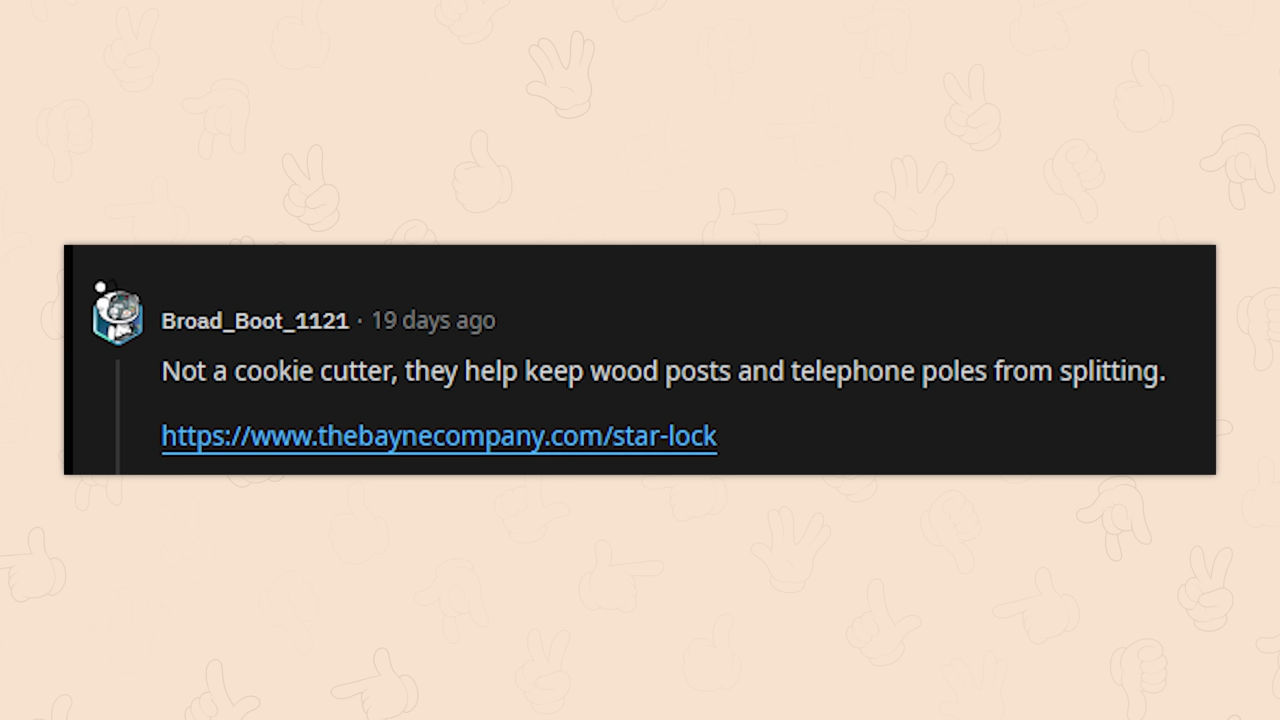 Broad_Boot_1121 · 19 days ago
Not a cookie cutter, they help keep wood posts and telephone poles from splitting.
https://www.thebaynecompany.com/star-lock